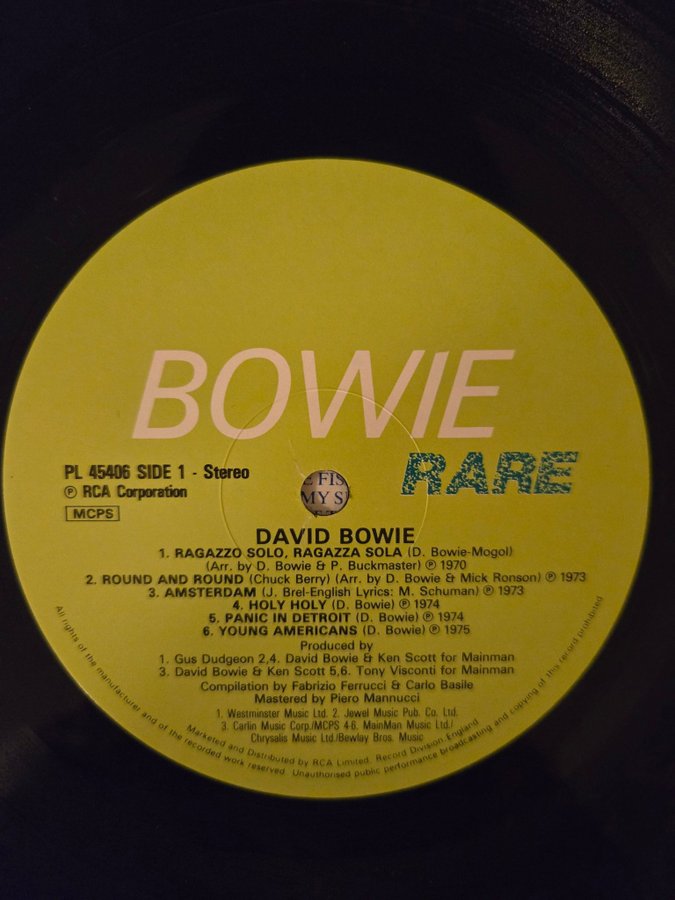 BOWIE
RARE
PL 45406 SIDE 1 - Stereo
℗ RCA Corporation
MCPS
E FIS
MY S
DAVID BOWIE
1. RAGAZZO SOLO, RAGAZZA SOLA (D. Bowie-Mogol)
(Arr. by D. Bowie & P. Buckmaster) ℗ 1970
2. ROUND AND ROUND (Chuck Berry) (Arr. by D. Bowie & Mick Ronson) ℗ 1973
3. AMSTERDAM (J. Brel-English Lyrics: M. Schuman) ℗ 1973
4. HOLY HOLY (D. Bowie) ℗ 1974
5. PANIC IN DETROIT (D. Bowie) ℗ 1974
6. YOUNG AMERICANS (D. Bowie) ℗ 1975
Produced by
1. Gus Dudgeon 2,4. David Bowie & Ken Scott for Mainman
3. David Bowie & Ken Scott 5,6. Tony Visconti for Mainman
Compilation by Fabrizio Ferrucci & Carlo Basile
Mastered by Piero Mannucci
1. Westminster Music Ltd. 2. Jewel Music Pub. Co. Ltd.
3. Carlin Music Corp./MCPS 4-6. MainMan Music Ltd./
Chrysalis Music Ltd/Bewlay Bros. Music
Marketed and Distributed by RCA Limited. Record Division, England
All rights of the manufacturer and of the recorded work reserved. Unauthorised public performance broadcasting and copying of this record prohibited